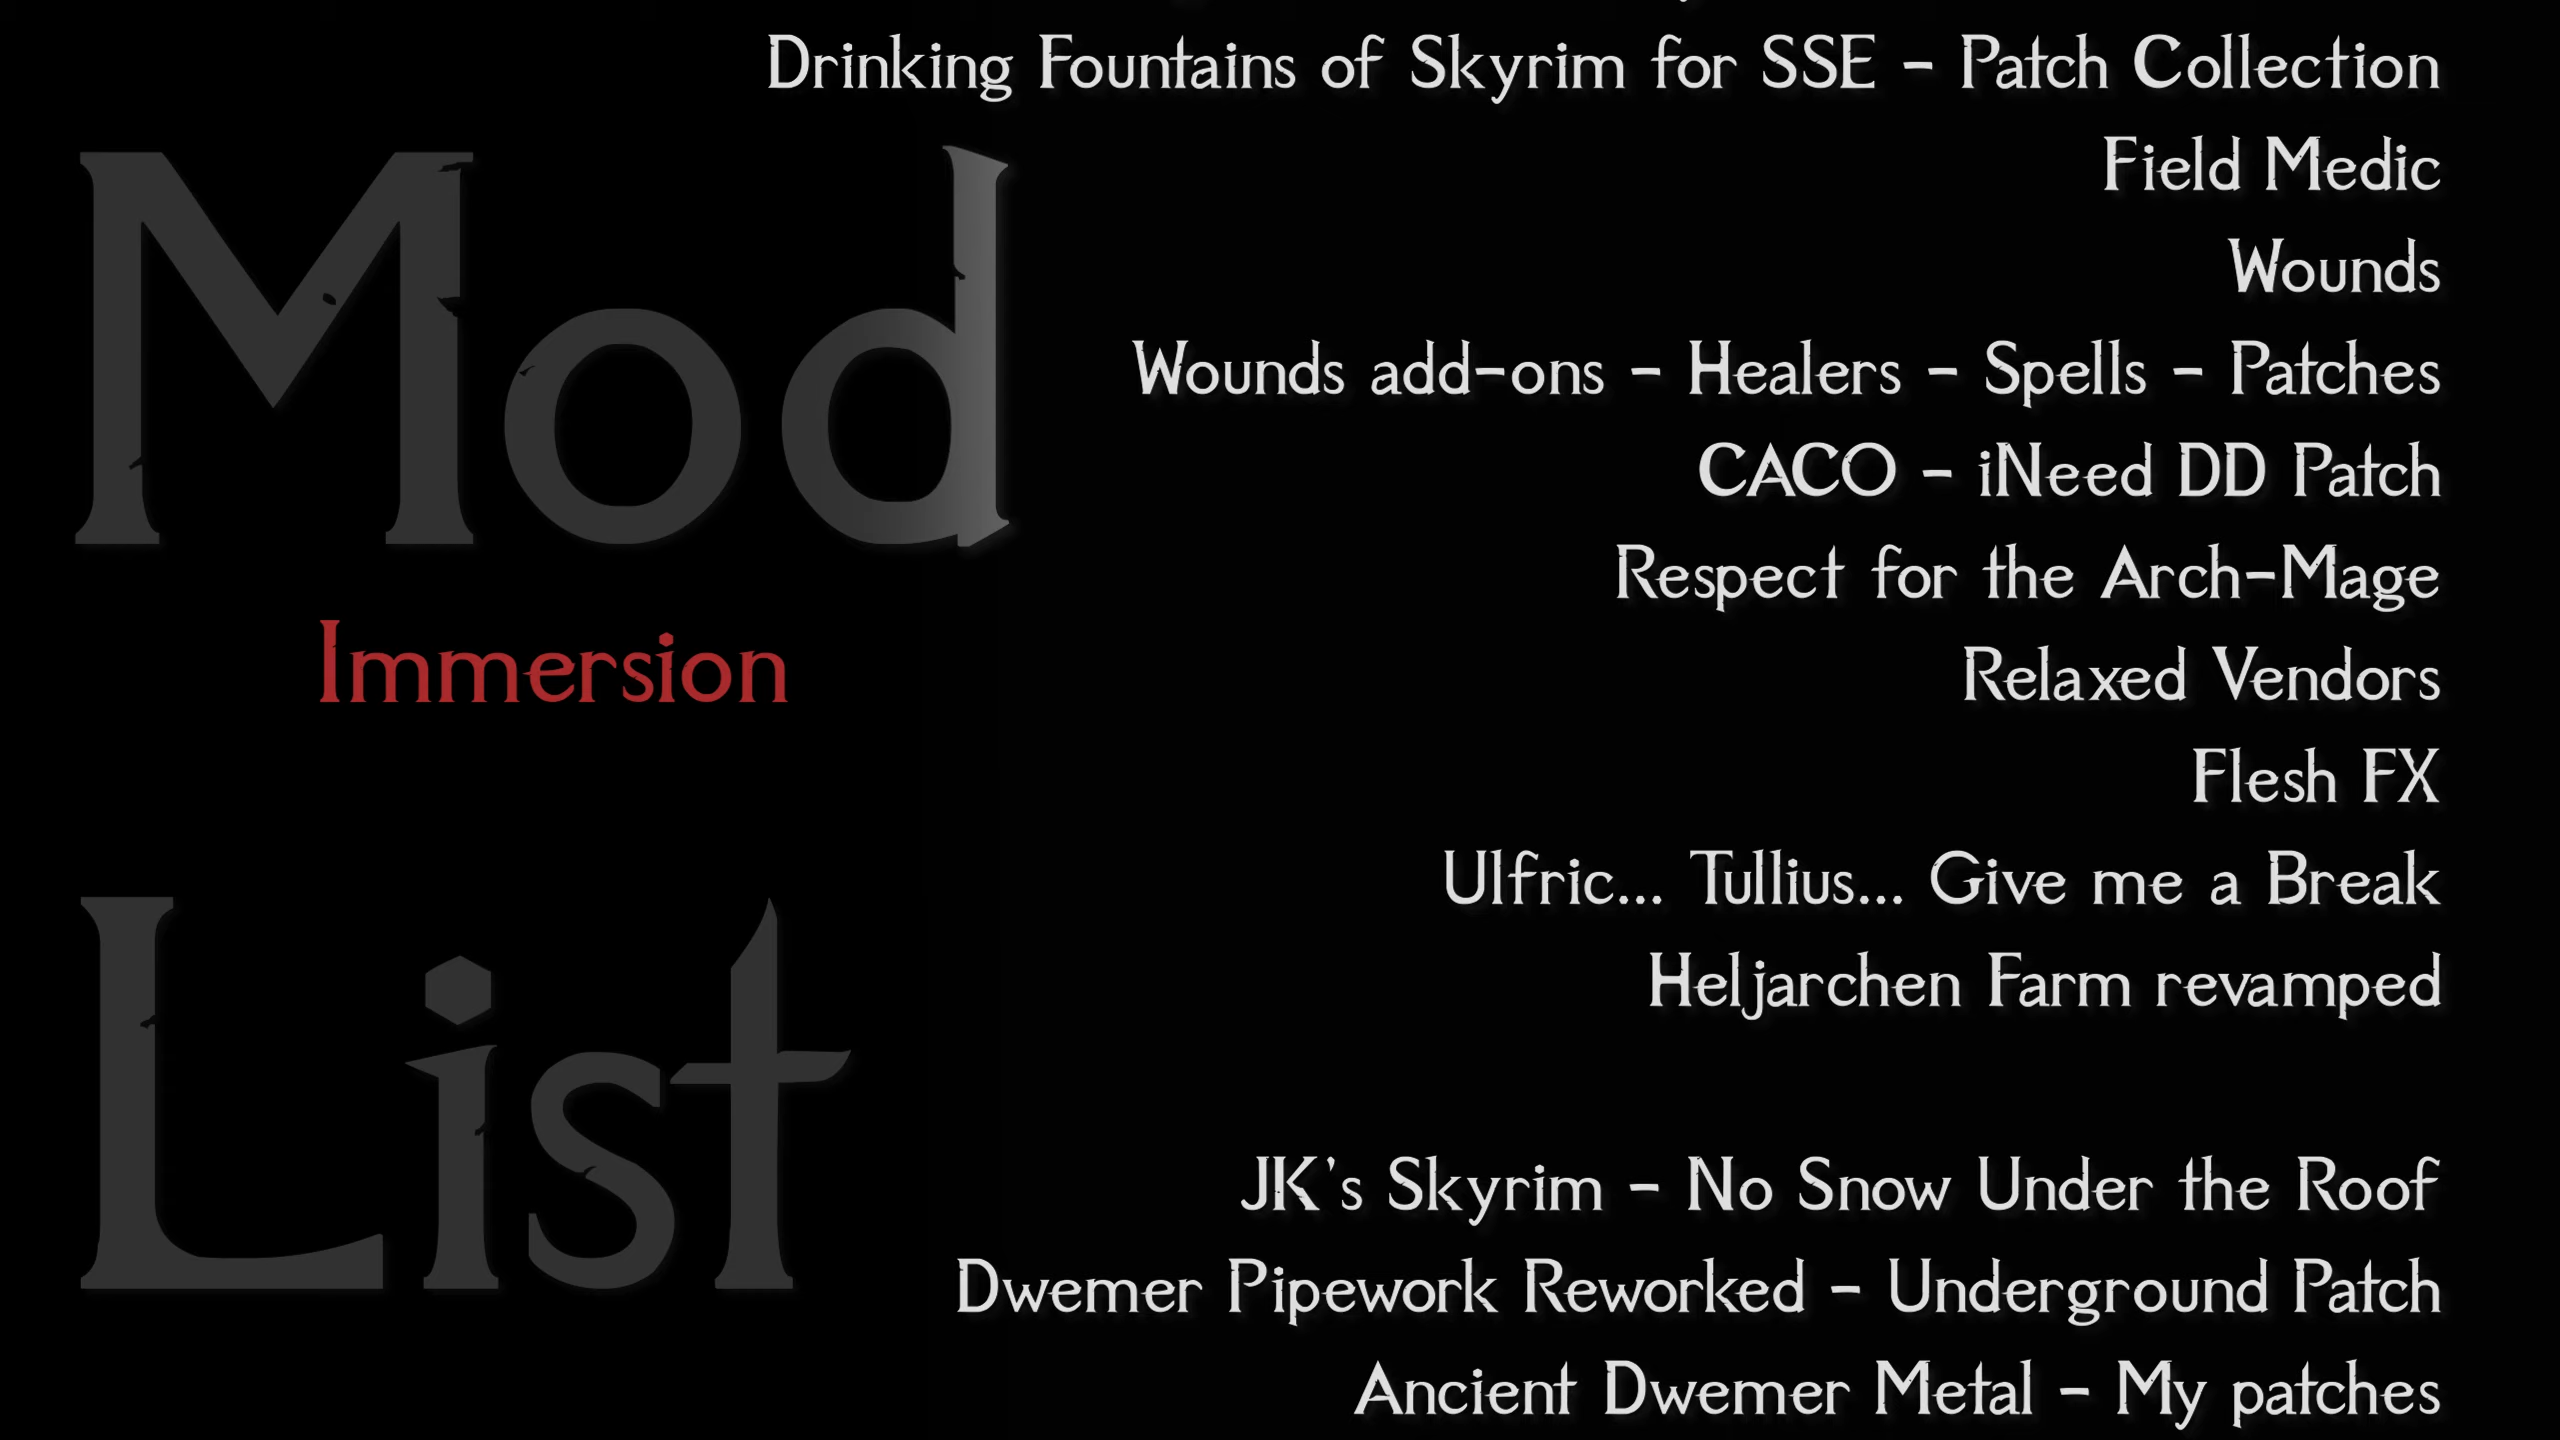 Drinking Fountains of Skyrim for SSE - Patch Collection
Field Medic
Wounds
Wounds add-ons - Healers - Spells - Patches
CACO - iNeed DD Patch
Respect for the Arch-Mage
Relaxed Vendors
Flesh FX
Ulfric... Tullius... Give me a Break
Heljarchen Farm revamped
JK's Skyrim - No Snow Under the Roof
Dwemer Pipework Reworked - Underground Patch
Ancient Dwemer Metal - My patches
Mod
Immersion
List